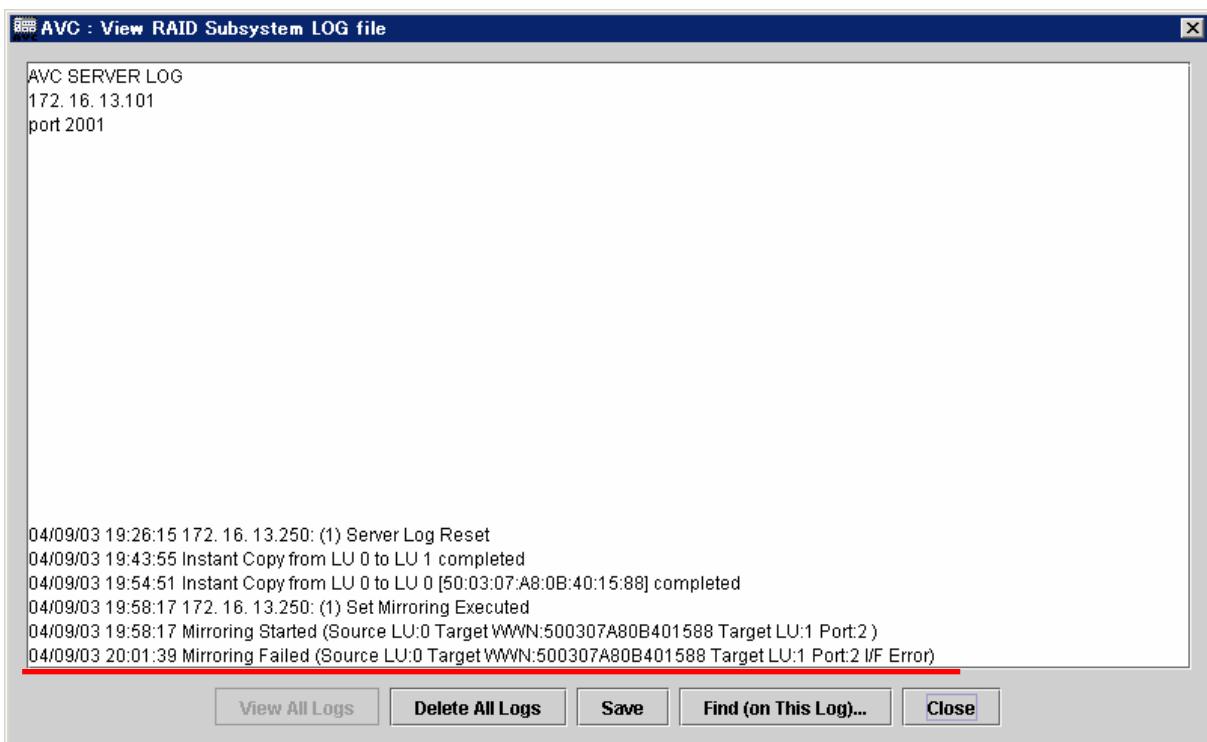 AVC : View RAID Subsystem LOG file
AVC SERVER LOG
172. 16. 13.101
port 2001
04/09/03 19:26:15 172. 16. 13.250: (1) Server Log Reset
04/09/03 19:43:55 Instant Copy from LU 0 to LU 1 completed
04/09/03 19:54:51 Instant Copy from LU 0 to LU 0 [50:03:07:A8:0B:40:15:88] completed
04/09/03 19:58:17 172. 16. 13.250: (1) Set Mirroring Executed
04/09/03 19:58:17 Mirroring Started (Source LU:0 Target WWN:500307A80B401588 Target LU:1 Port:2 )
04/09/03 20:01:39 Mirroring Failed (Source LU:0 Target WWN:500307A80B401588 Target LU:1 Port:2 I/F Error)
View All Logs Delete All Logs Save Find (on This Log)... Close